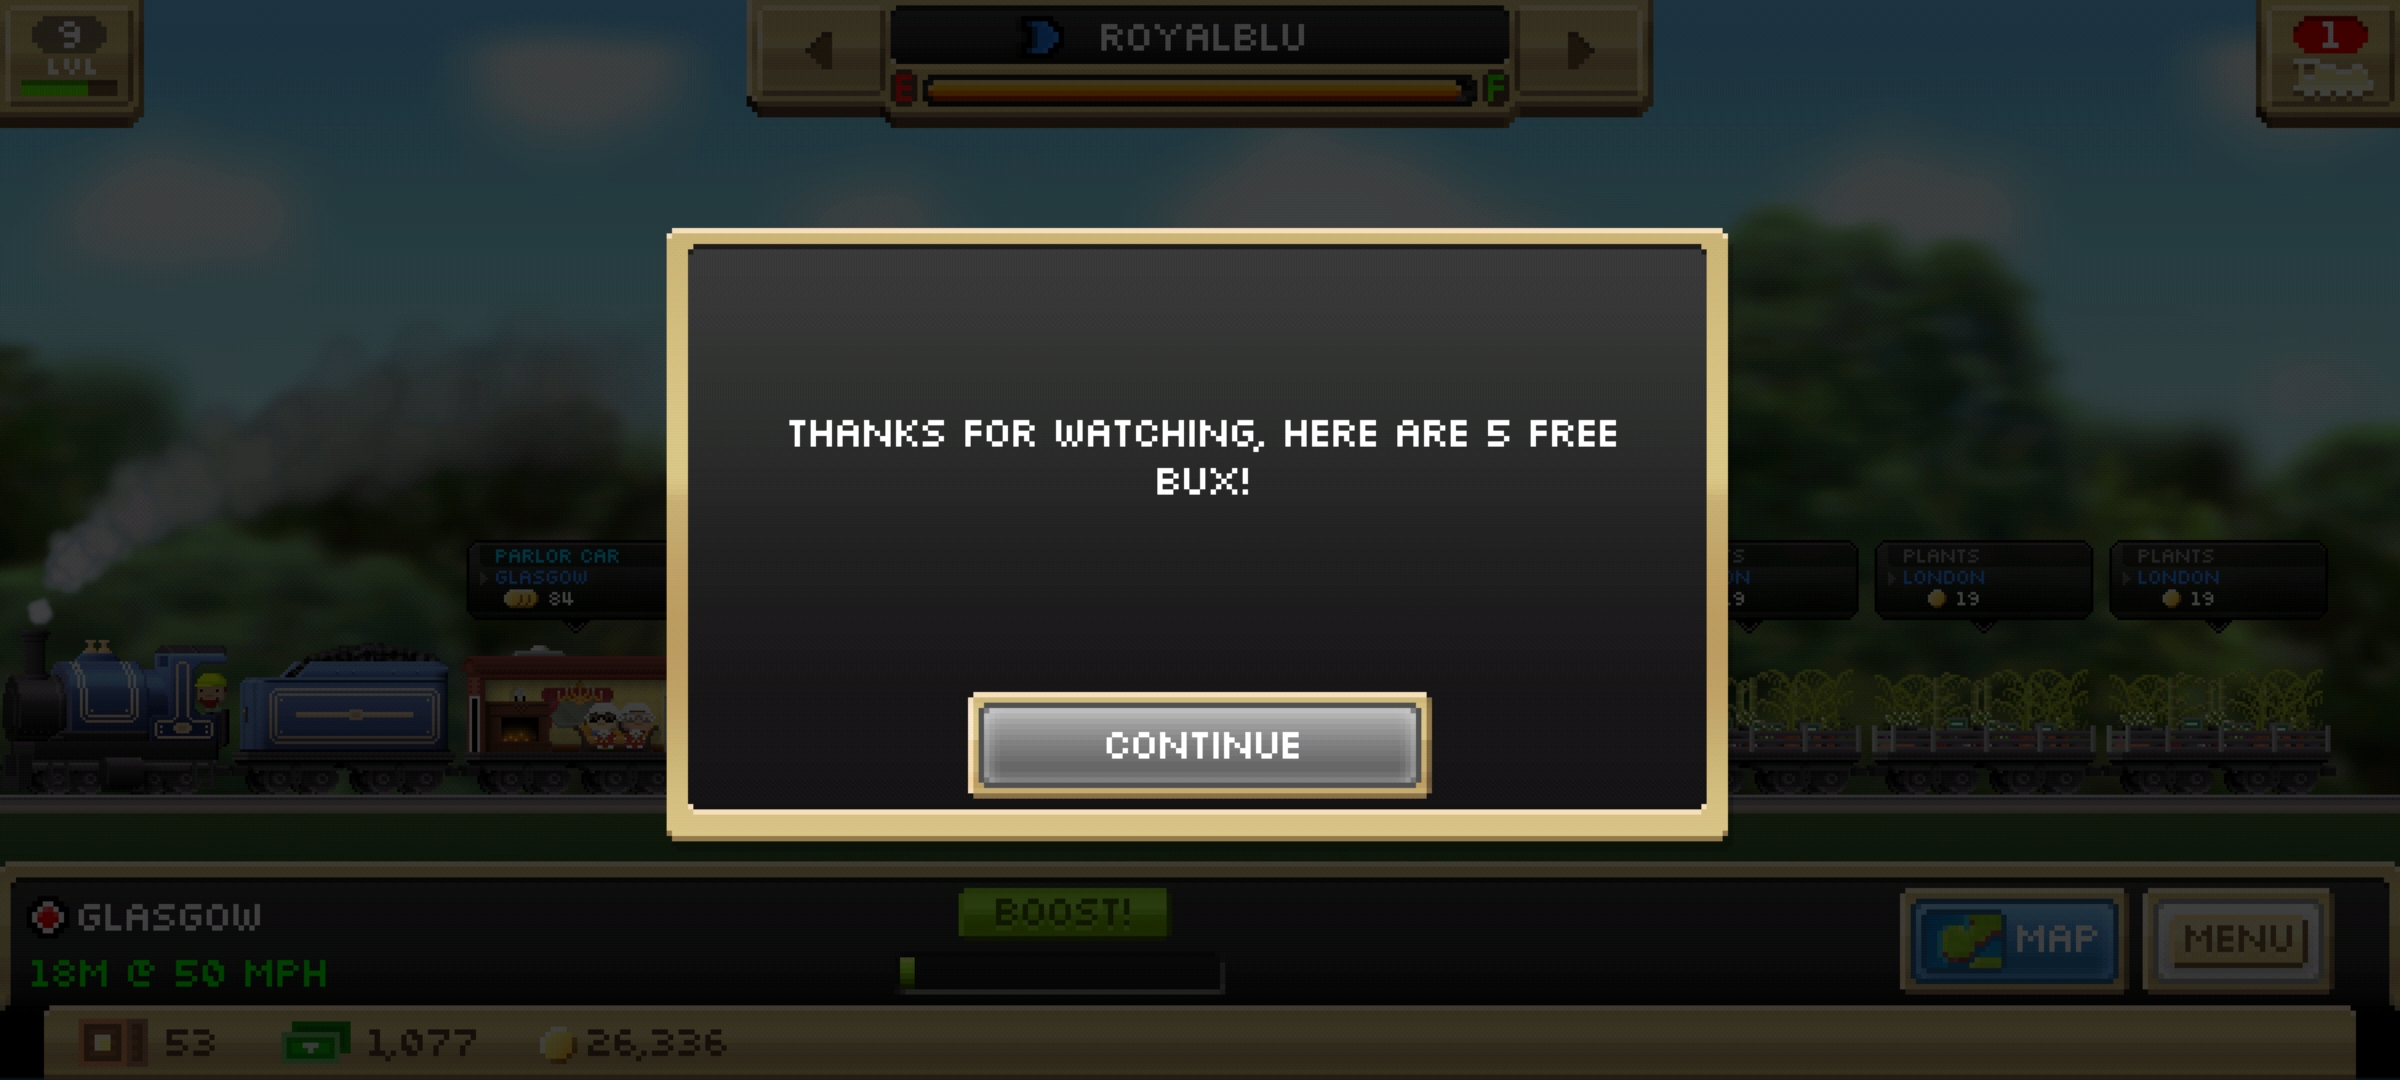 9
LVL
ROYALBLU
E
F
1
THANKS FOR WATCHING, HERE ARE 5 FREE
BUX!
CONTINUE
PARLOR CAR
GLASGOW
84
PLANTS
LONDON
19
PLANTS
LONDON
19
GLASGOW
18M @ 50 MPH
BOOST!
MAP
MENU
53
1,077
26,336